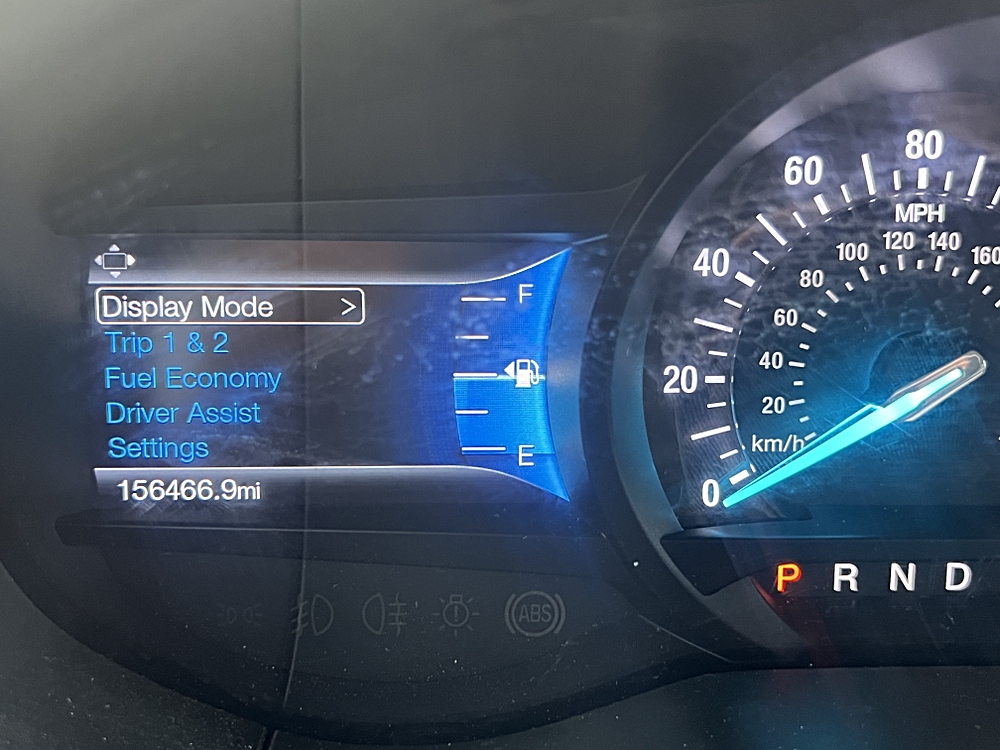 Display Mode >
Trip 1 & 2
Fuel Economy
Driver Assist
Settings
156466.9mi
F
E
0
20
40
60
80
MPH
km/h
20
40
60
80
100
120
140
160
P R N D
ABS